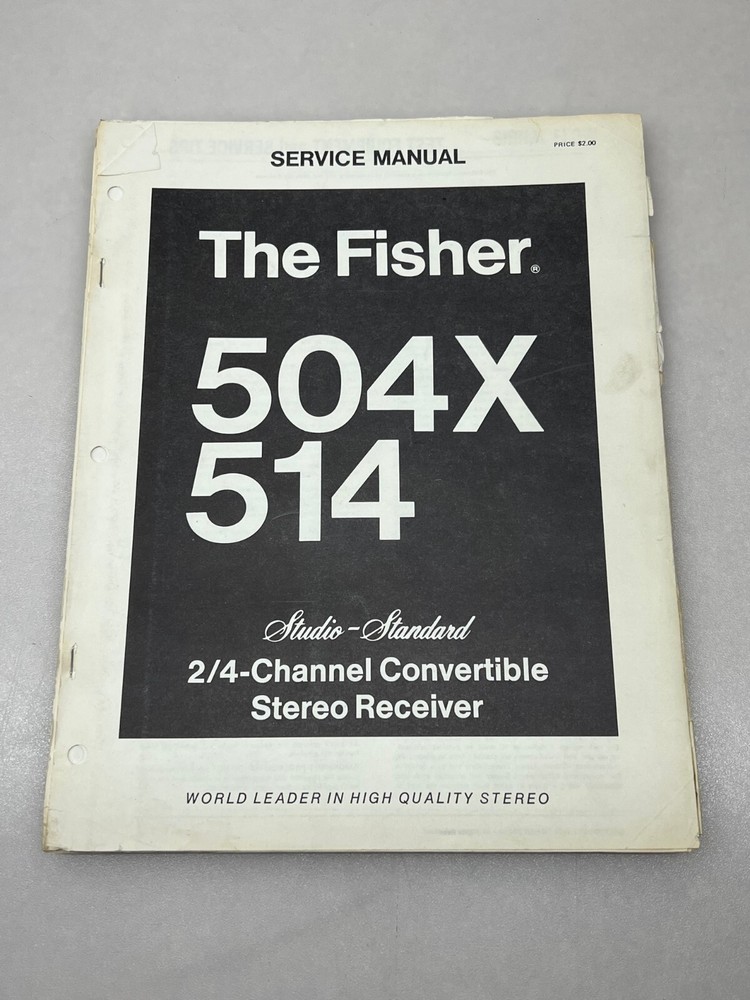 SERVICE MANUAL
PRICE $2.00
The Fisher®
504X
514
Studio-Standard
2/4-Channel Convertible
Stereo Receiver
WORLD LEADER IN HIGH QUALITY STEREO